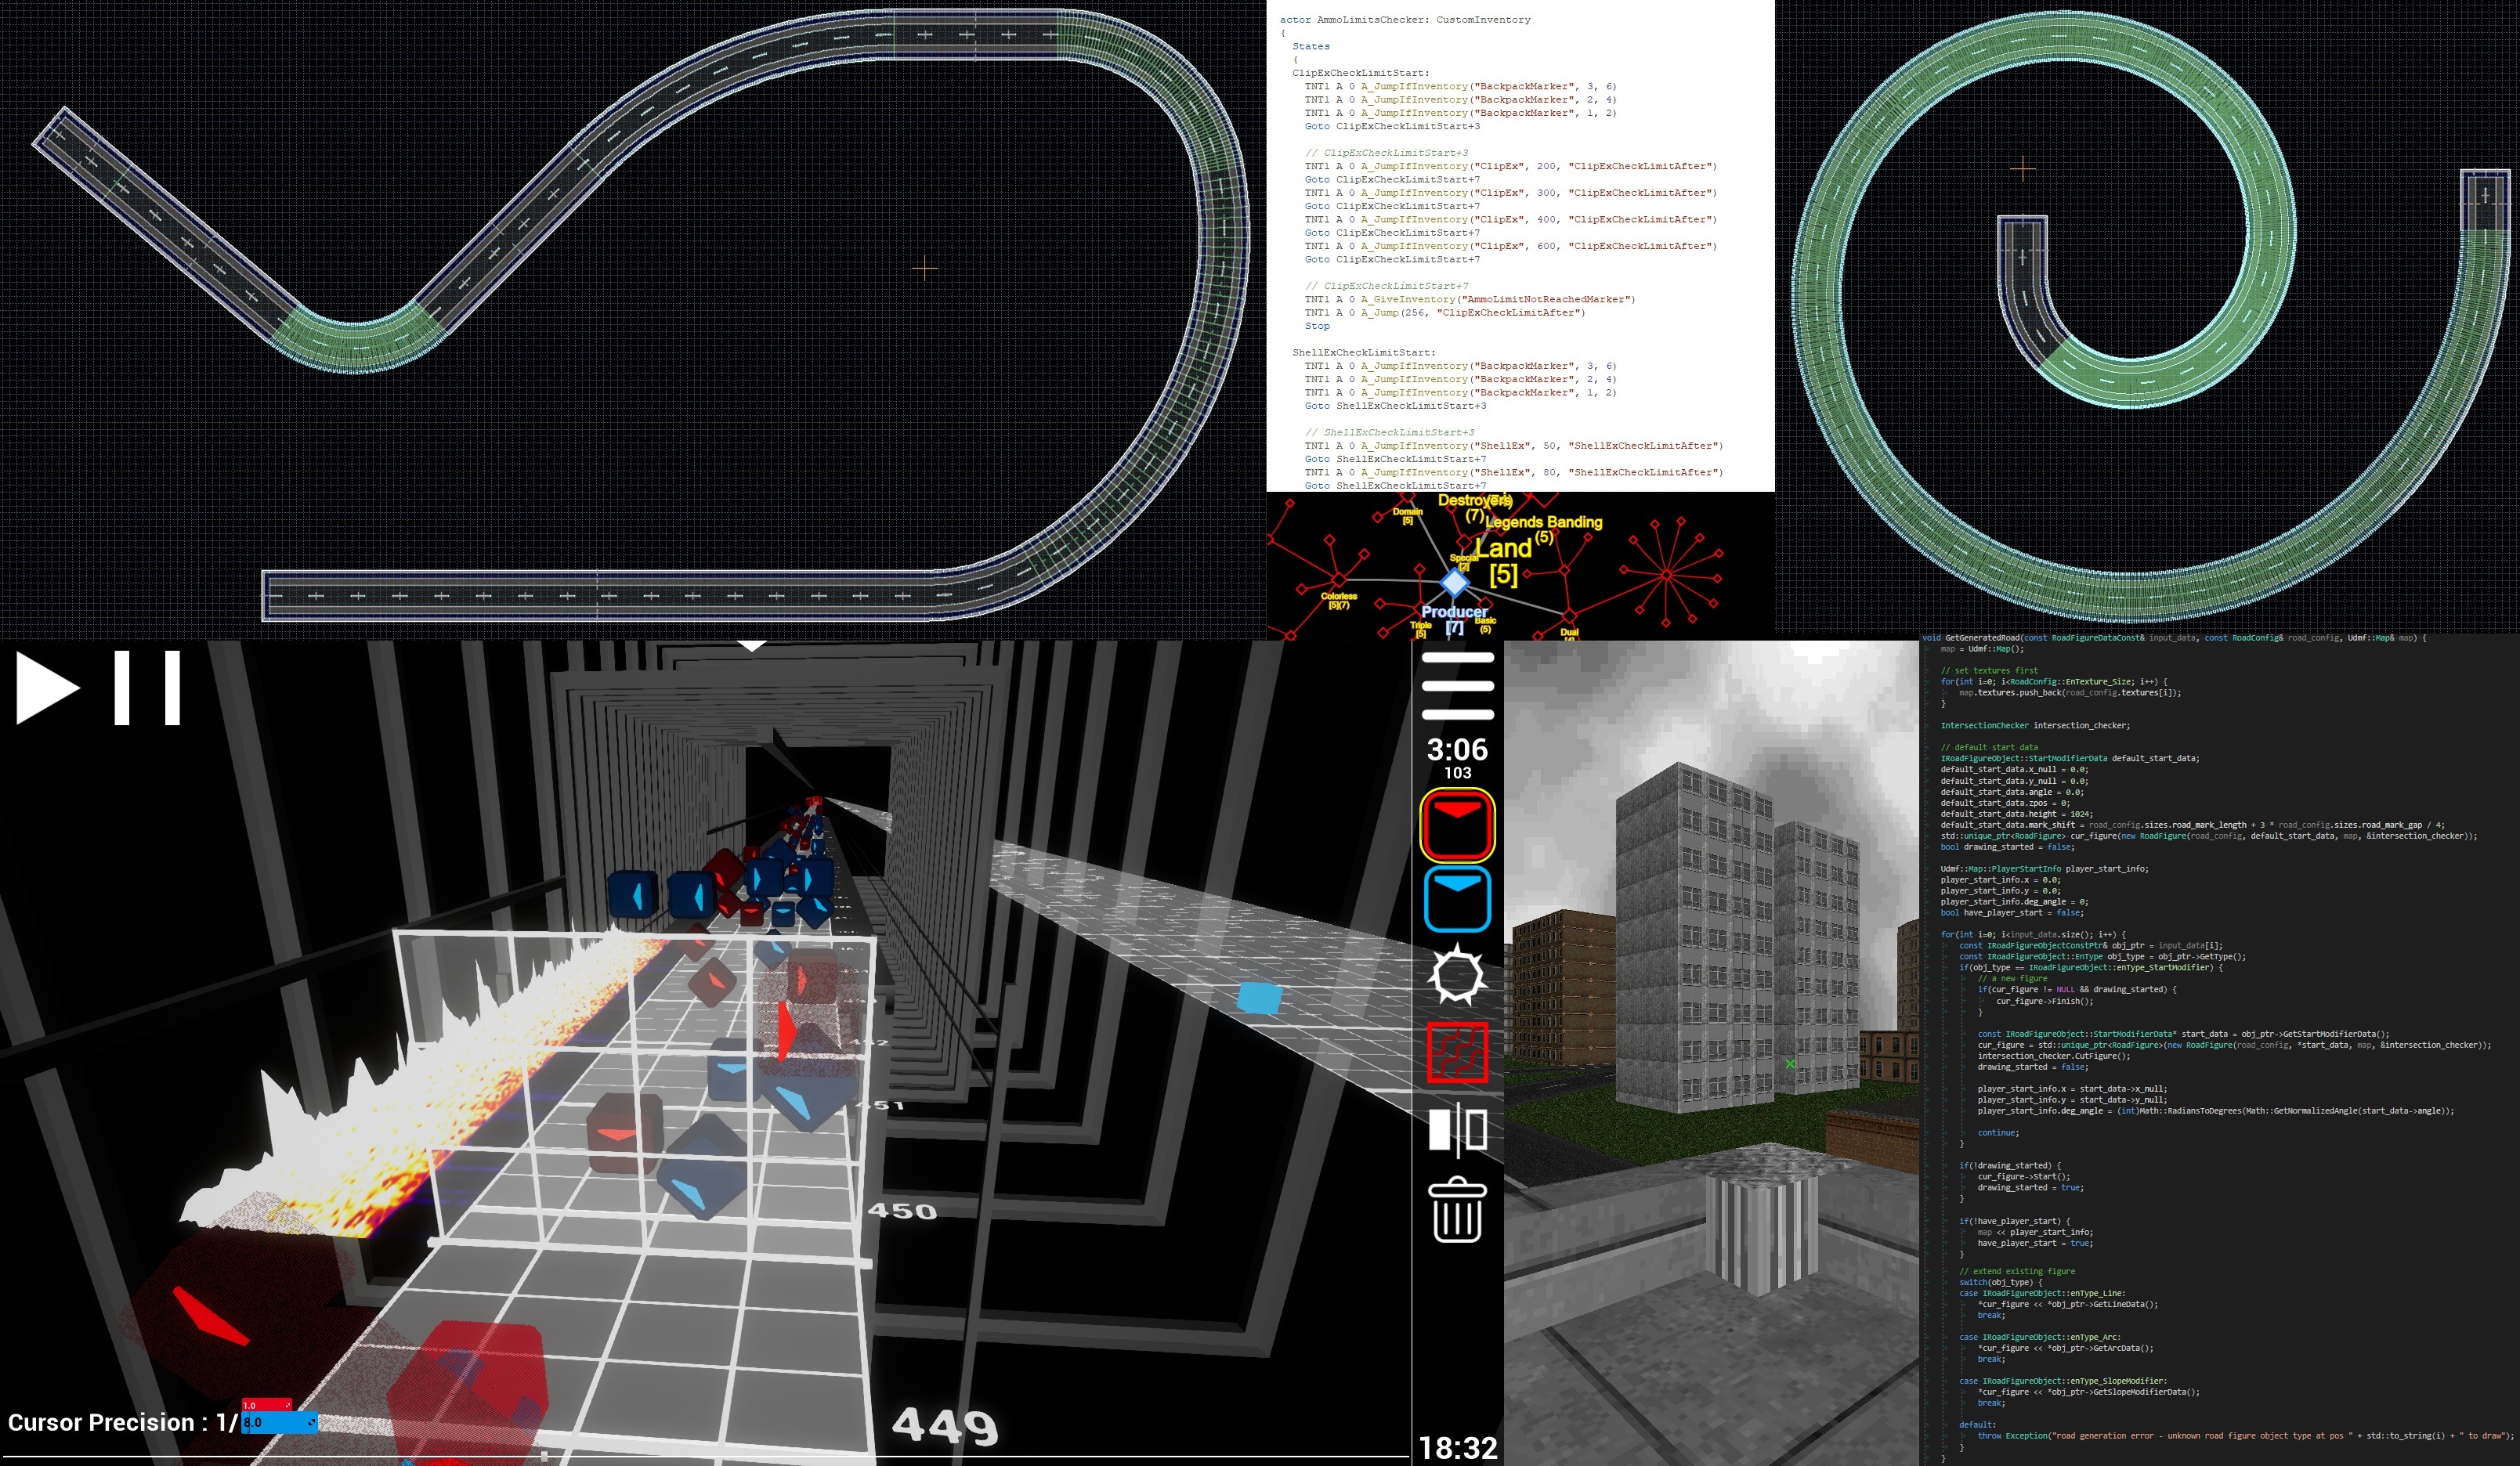 actor AmmoLimitsChecker: CustomInventory
{
States
{
ClipExCheckLimitStart:
TNT1 A 0 A_JumpIfInventory("BackpackMarker", 3, 6)
TNT1 A 0 A_JumpIfInventory("BackpackMarker", 2, 4)
TNT1 A 0 A_JumpIfInventory("BackpackMarker", 1, 2)
Goto ClipExCheckLimitStart+3
// ClipExCheckLimitStart+3
TNT1 A 0 A_JumpIfInventory("ClipEx", 200, "ClipExCheckLimitAfter")
Goto ClipExCheckLimitStart+7
TNT1 A 0 A_JumpIfInventory("ClipEx", 300, "ClipExCheckLimitAfter")
Goto ClipExCheckLimitStart+7
TNT1 A 0 A_JumpIfInventory("ClipEx", 400, "ClipExCheckLimitAfter")
Goto ClipExCheckLimitStart+7
TNT1 A 0 A_JumpIfInventory("ClipEx", 600, "ClipExCheckLimitAfter")
Goto ClipExCheckLimitStart+7
// ClipExCheckLimitStart+7
TNT1 A 0 A_GiveInventory("AmmoLimitNotReachedMarker")
TNT1 A 0 A_Jump(256, "ClipExCheckLimitAfter")
Stop
ShellExCheckLimitStart:
TNT1 A 0 A_JumpIfInventory("BackpackMarker", 3, 6)
TNT1 A 0 A_JumpIfInventory("BackpackMarker", 2, 4)
TNT1 A 0 A_JumpIfInventory("BackpackMarker", 1, 2)
Goto ShellExCheckLimitStart+3
// ShellExCheckLimitStart+3
TNT1 A 0 A_JumpIfInventory("ShellEx", 50, "ShellExCheckLimitAfter")
Goto ShellExCheckLimitStart+7
TNT1 A 0 A_JumpIfInventory("ShellEx", 80, "ShellExCheckLimitAfter")
Goto ShellExCheckLimitStart+7
Domain
[5]
Destroyers
(7)
Legends Banding
(5)
Special
[2]
Land
[5]
Colorless
[5](7)
Producer
[7]
Triple
[5]
Basic
(5)
Dual
3:06
103
452
451
450
449
Cursor Precision : 1/
1.0
8.0
18:32
void GetGeneratedRoad(const RoadFigureDataConst& input_data, const RoadConfig& road_config, Udmf::Map& map) {
map = Udmf::Map();
// set textures first
for(int i=0; i<RoadConfig::EnTexture_Size; i++) {
map.textures.push_back(road_config.textures[i]);
}
IntersectionChecker intersection_checker;
// default start data
IRoadFigureObject::StartModifierData default_start_data;
default_start_data.x_null = 0.0;
default_start_data.y_null = 0.0;
default_start_data.angle = 0.0;
default_start_data.zpos = 0;
default_start_data.height = 1024;
default_start_data.mark_shift = road_config.sizes.road_mark_length + 3 * road_config.sizes.road_mark_gap / 4;
std::unique_ptr<RoadFigure> cur_figure(new RoadFigure(road_config, default_start_data, map, &intersection_checker));
bool drawing_started = false;
Udmf::Map::PlayerStartInfo player_start_info;
player_start_info.x = 0.0;
player_start_info.y = 0.0;
player_start_info.deg_angle = 0;
bool have_player_start = false;
for(int i=0; i<input_data.size(); i++) {
const IRoadFigureObjectConstPtr& obj_ptr = input_data[i];
const IRoadFigureObject::EnType obj_type = obj_ptr->GetType();
if(obj_type == IRoadFigureObject::enType_StartModifier) {
// a new figure
if(cur_figure != NULL && drawing_started) {
cur_figure->Finish();
}
const IRoadFigureObject::StartModifierData* start_data = obj_ptr->GetStartModifierData();
cur_figure = std::unique_ptr<RoadFigure>(new RoadFigure(road_config, *start_data, map, &intersection_checker));
intersection_checker.CutFigure();
drawing_started = false;
player_start_info.x = start_data->x_null;
player_start_info.y = start_data->y_null;
player_start_info.deg_angle = (int)Math::RadiansToDegrees(Math::GetNormalizedAngle(start_data->angle));
continue;
}
if(!drawing_started) {
cur_figure->Start();
drawing_started = true;
}
if(!have_player_start) {
map << player_start_info;
have_player_start = true;
}
// extend existing figure
switch(obj_type) {
case IRoadFigureObject::enType_Line:
*cur_figure << *obj_ptr->GetLineData();
break;
case IRoadFigureObject::enType_Arc:
*cur_figure << *obj_ptr->GetArcData();
break;
case IRoadFigureObject::enType_SlopeModifier:
*cur_figure << *obj_ptr->GetSlopeModifierData();
break;
default:
throw Exception("road generation error - unknown road figure object type at pos " + std::to_string(i) + " to draw");
}
}